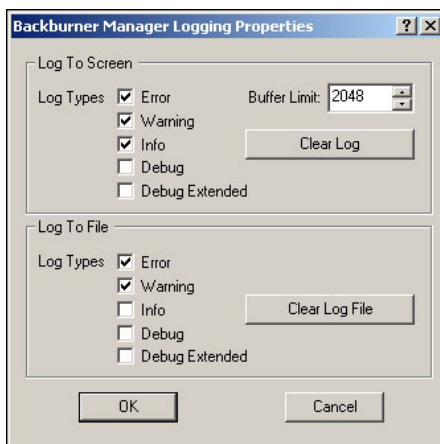 Backburner Manager Logging Properties
Log To Screen
Log Types Error Buffer Limit: 2048
Warning
Info Clear Log
Debug
Debug Extended
Log To File
Log Types Error
Warning
Info Clear Log File
Debug
Debug Extended
OK Cancel